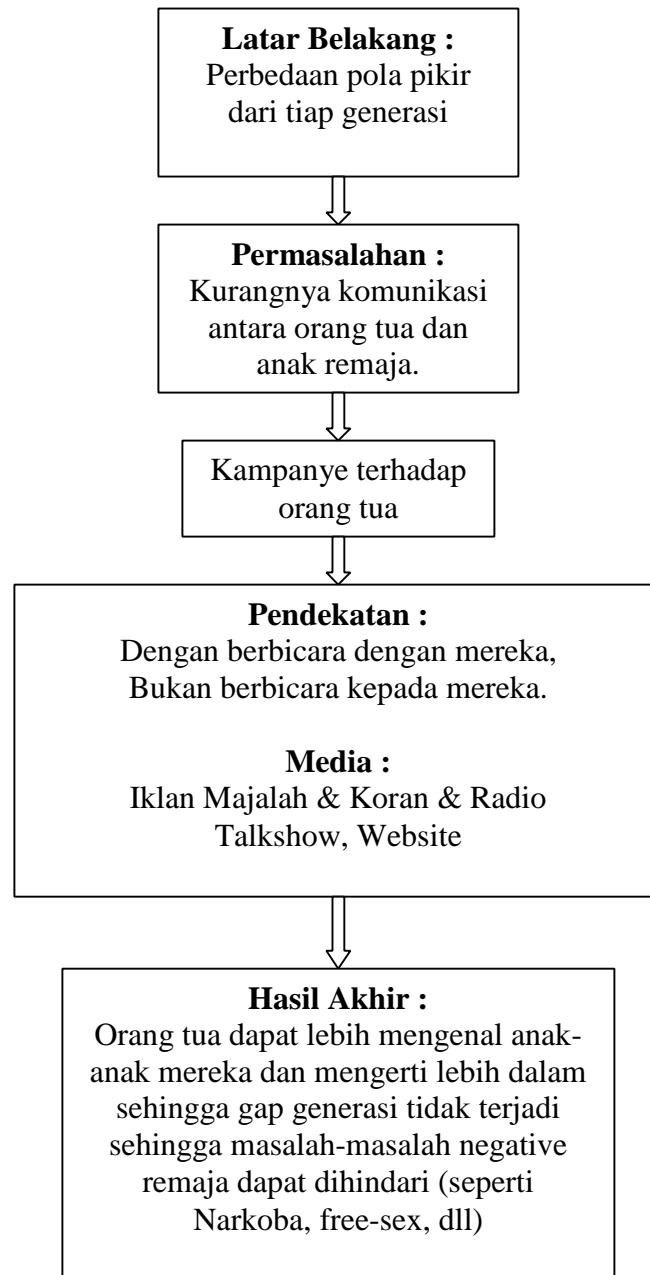 Latar Belakang :
Perbedaan pola pikir
dari tiap generasi
Permasalahan :
Kurangnya komunikasi
antara orang tua dan
anak remaja.
Kampanye terhadap
orang tua
Pendekatan :
Dengan berbicara dengan mereka,
Bukan berbicara kepada mereka.
Media :
Iklan Majalah & Koran & Radio
Talkshow, Website
Hasil Akhir :
Orang tua dapat lebih mengenal anak-
anak mereka dan mengerti lebih dalam
sehingga gap generasi tidak terjadi
sehingga masalah-masalah negative
remaja dapat dihindari (seperti
Narkoba, free-sex, dll)